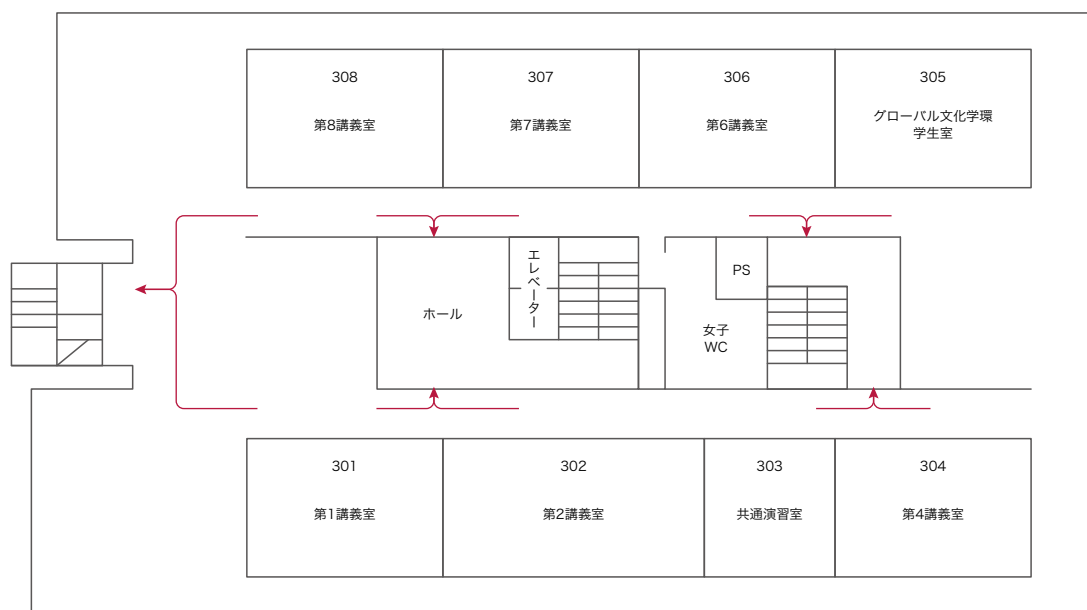 308
第8講義室
307
第7講義室
306
第6講義室
305
グローバル文化学環
学生室
エレベーター
PS
ホール
女子
WC
301
第1講義室
302
第2講義室
303
共通演習室
304
第4講義室